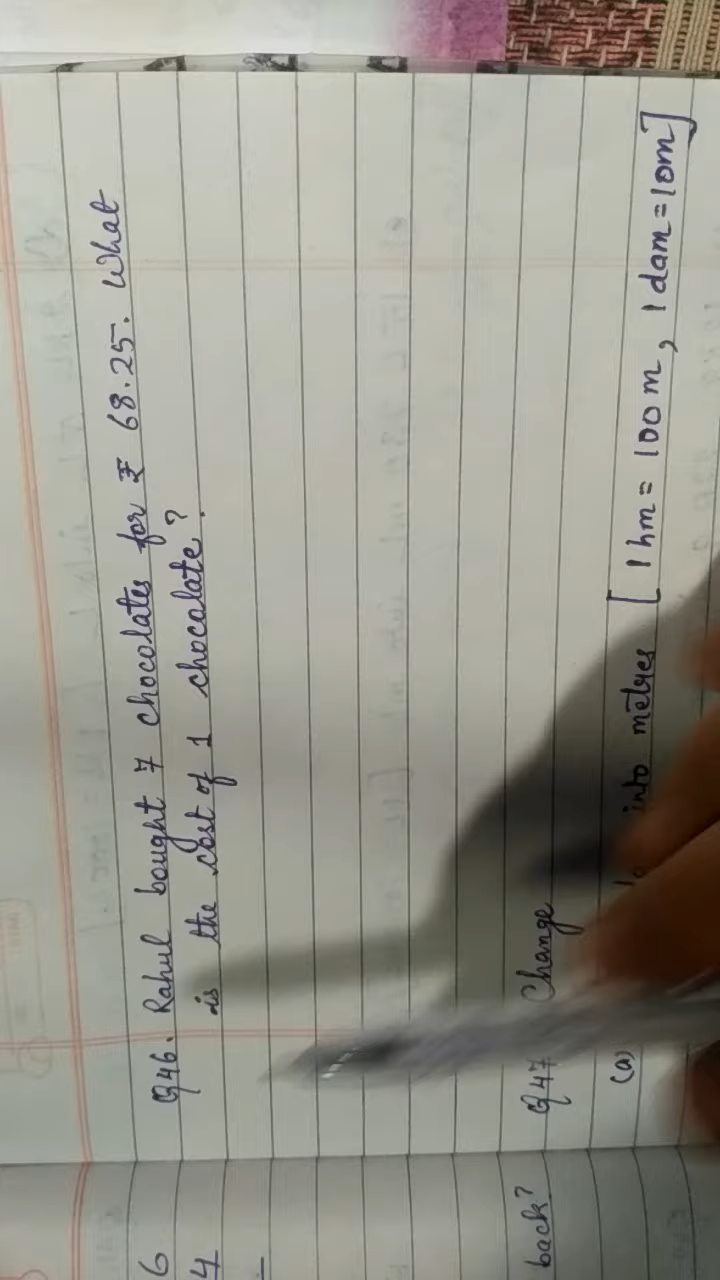 Q46. Rahul bought 7 chocolates for ₹ 68.25. What
is the cost of 1 chocolate?
Q47 Change
(a) into metres [1 hm = 100 m, 1 dam = 10m]
6
4
back?